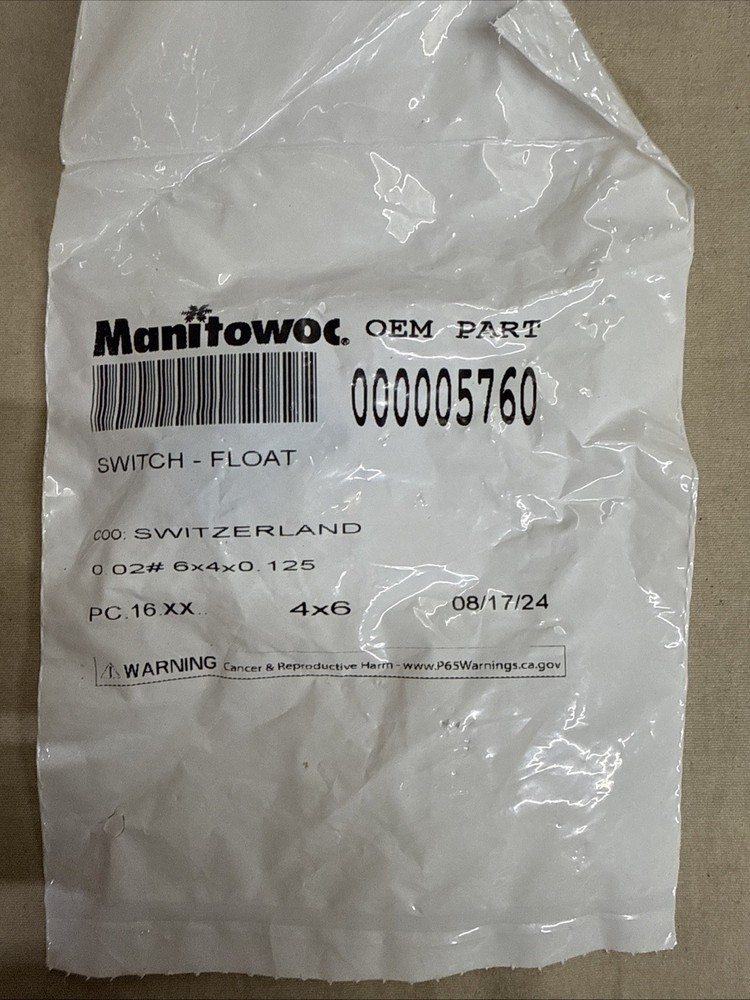 Manitowoc® OEM PART
000005760
SWITCH - FLOAT
COO: SWITZERLAND
0.02# 6x4x0.125
PC.16.XX.. 4x6 08/17/24
⚠ WARNING Cancer & Reproductive Harm - www.P65Warnings.ca.gov